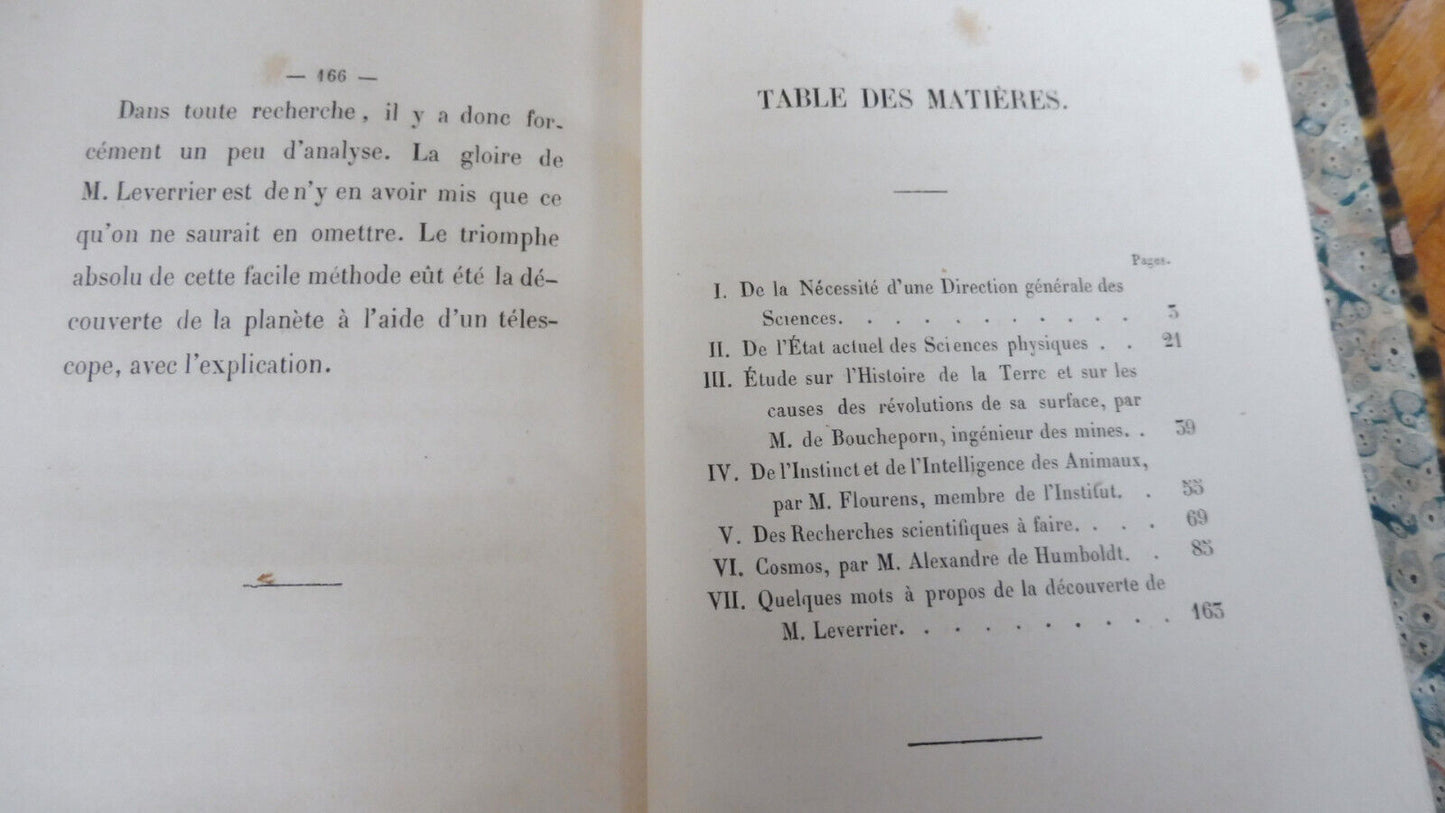 — 166 —
Dans toute recherche, il y a donc for-
cément un peu d'analyse. La gloire de
M. Leverrier est de n'y en avoir mis que ce
qu'on ne saurait en omettre. Le triomphe
absolu de cette facile méthode eût été la dé-
couverte de la planète à l'aide d'un téles-
cope, avec l'explication.
TABLE DES MATIÈRES.
Pages.
I. De la Nécessité d'une Direction générale des
Sciences. . . . . . . . . . . 5
II. De l'État actuel des Sciences physiques . . 21
III. Étude sur l'Histoire de la Terre et sur les
causes des révolutions de sa surface, par
M. de Boucheporn, ingénieur des mines. . 39
IV. De l'Instinct et de l'Intelligence des Animaux,
par M. Flourens, membre de l'Institut. . 55
V. Des Recherches scientifiques à faire. . . . 69
VI. Cosmos, par M. Alexandre de Humboldt. . 85
VII. Quelques mots à propos de la découverte de
M. Leverrier. . . . . . . . . . 163